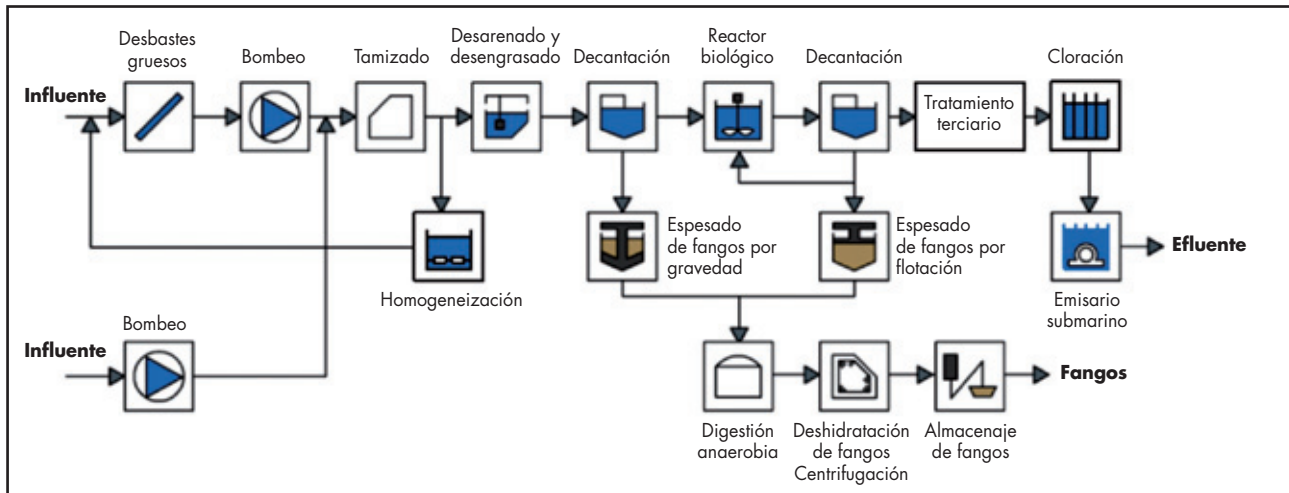 Desbastes
gruesos
Bombeo
Tamizado
Desarenado y
desengrasado
Decantación
Reactor
biológico
Decantación
Cloración
Influente
Tratamiento
terciario
Espesado
de fangos por
gravedad
Espesado
de fangos por
flotación
Efluente
Homogeneización
Emisario
submarino
Bombeo
Influente
Fangos
Digestión
anaerobia
Deshidratación
de fangos
Centrifugación
Almacenaje
de fangos